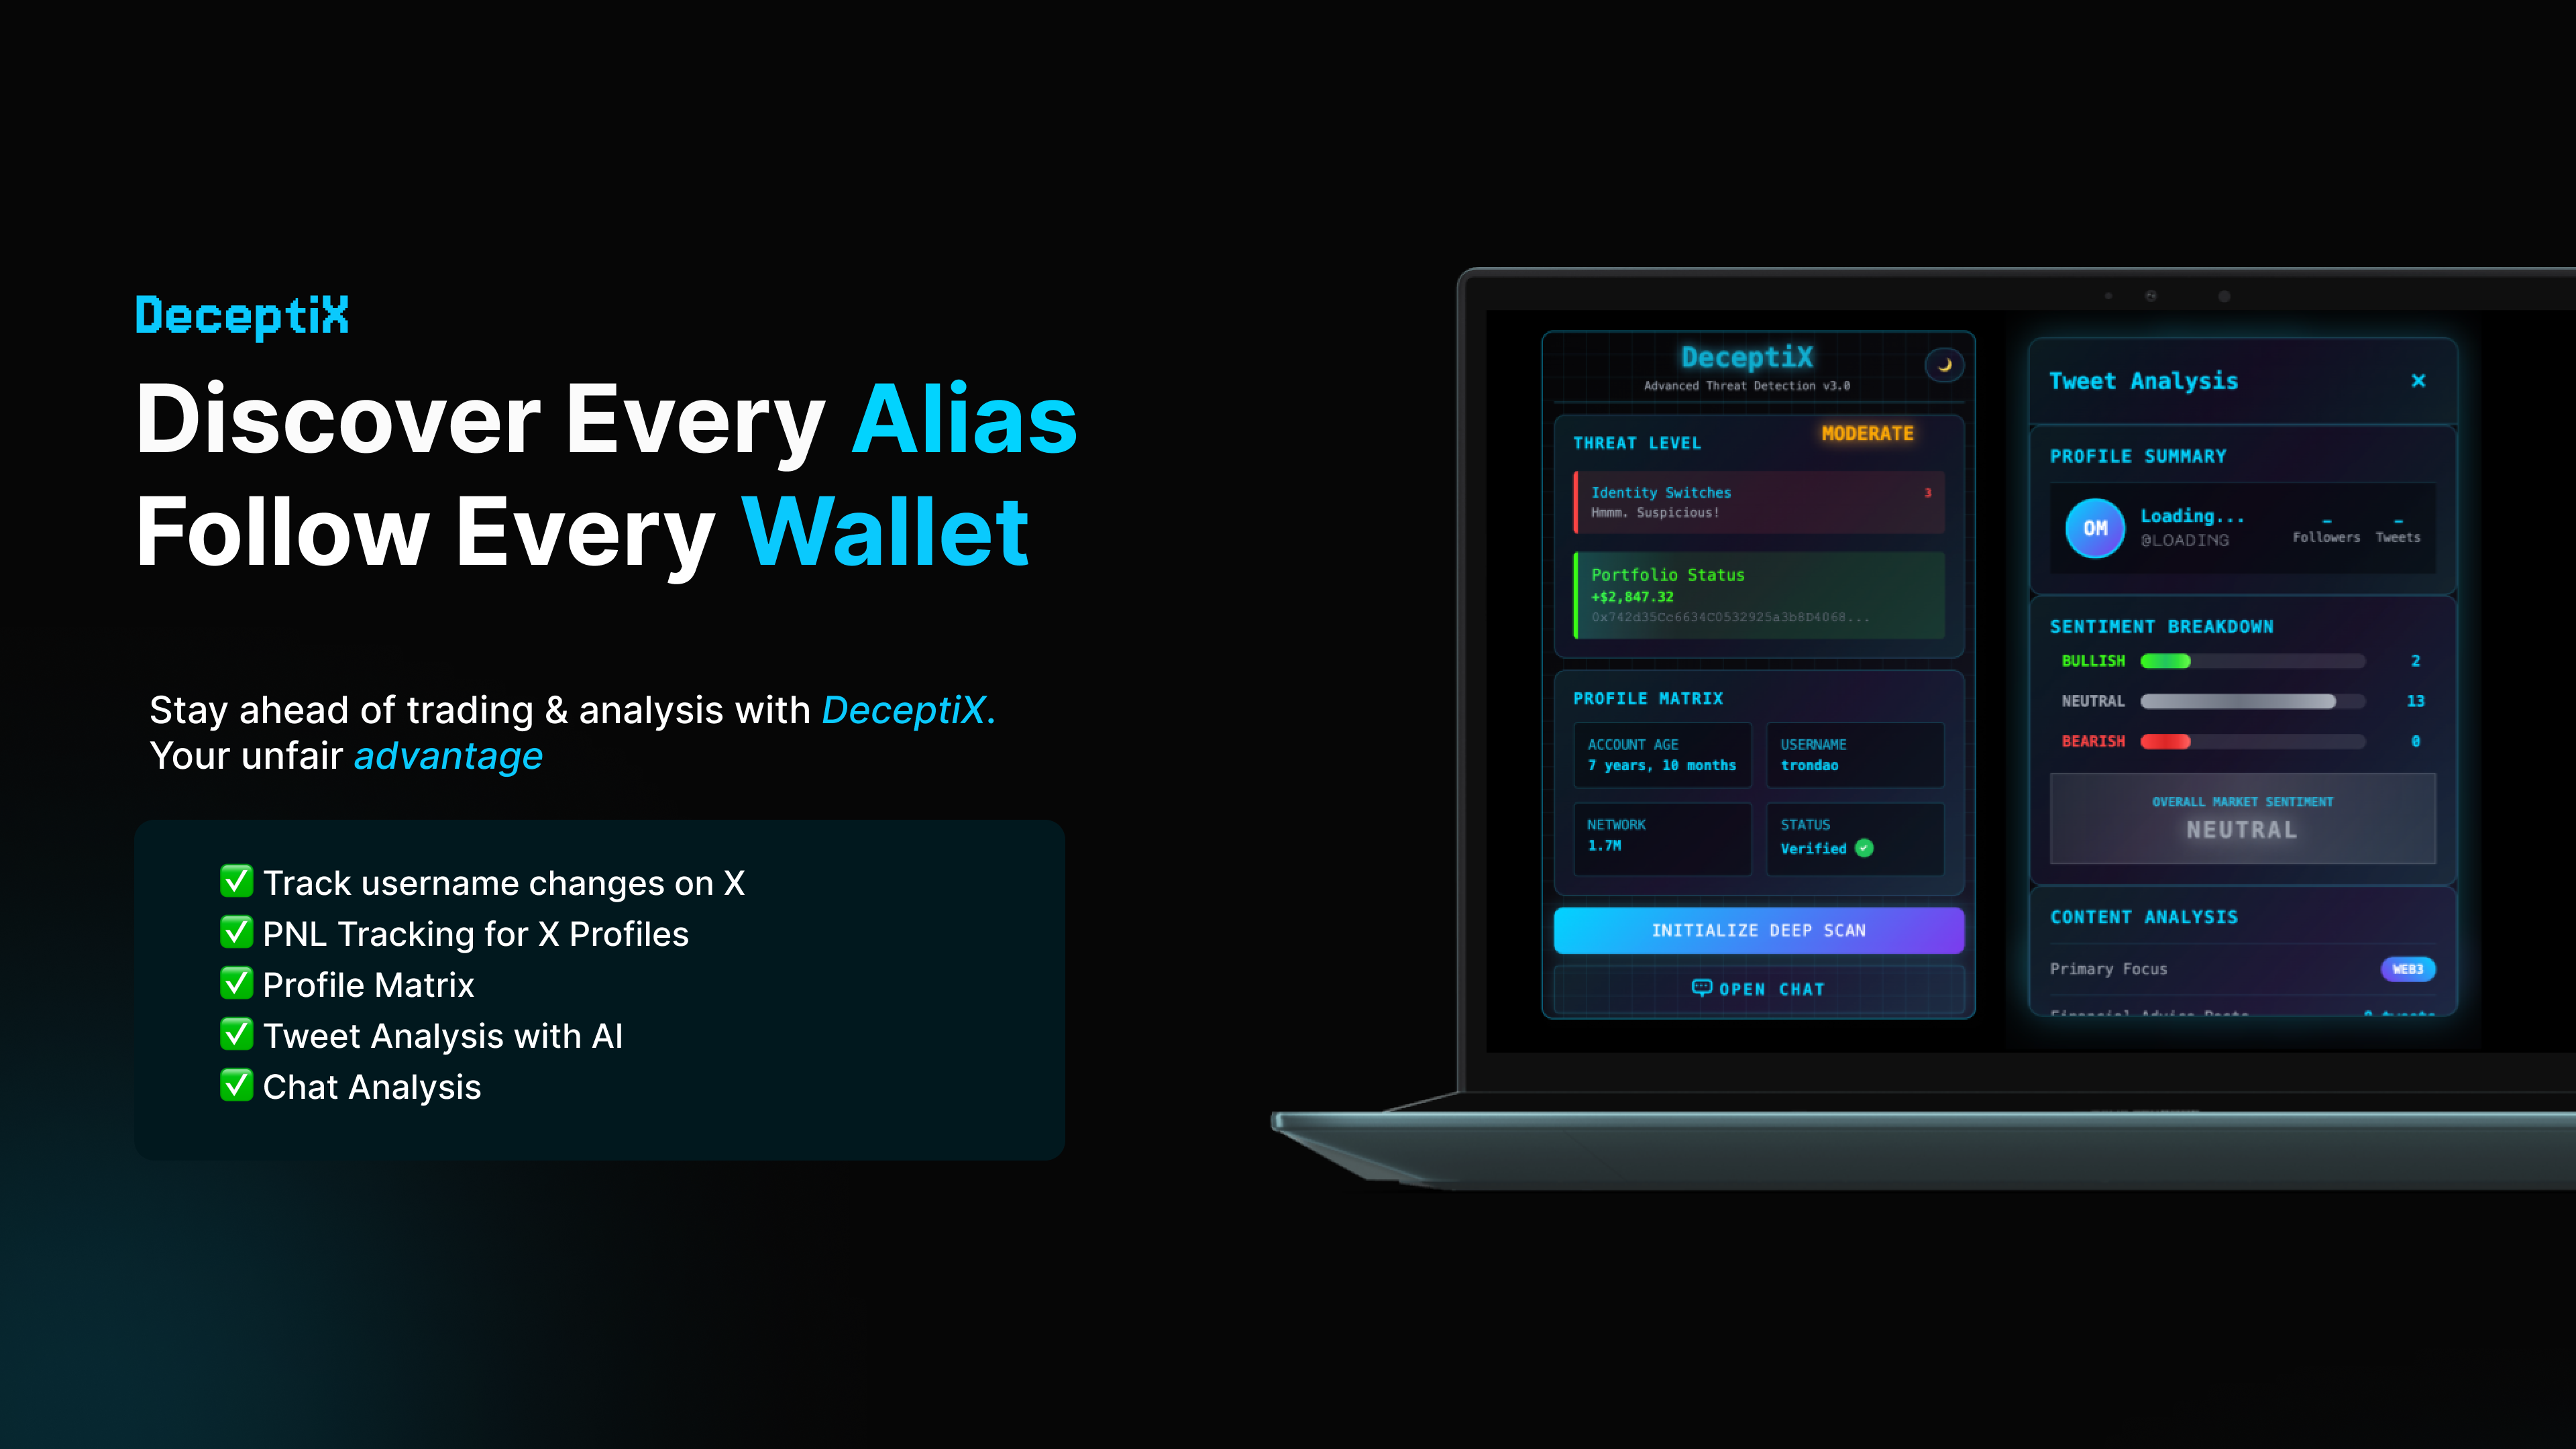 DeceptiX
Discover Every Alias
Follow Every Wallet
Stay ahead of trading & analysis with DeceptiX.
Your unfair advantage
✅ Track username changes on X
✅ PNL Tracking for X Profiles
✅ Profile Matrix
✅ Tweet Analysis with AI
✅ Chat Analysis
DeceptiX
Advanced Threat Detection v3.0
THREAT LEVEL
MODERATE
Identity Switches 3
Hmmm. Suspicious!
Portfolio Status
+$2,847.32
0x742d35Cc6634C0532925a3b8D4068...
PROFILE MATRIX
ACCOUNT AGE
7 years, 10 months
USERNAME
trondao
NETWORK
1.7M
STATUS
Verified
INITIALIZE DEEP SCAN
OPEN CHAT
Tweet Analysis ×
PROFILE SUMMARY
OM
Loading...
@LOADING
–
Followers
–
Tweets
SENTIMENT BREAKDOWN
BULLISH 2
NEUTRAL 13
BEARISH 0
OVERALL MARKET SENTIMENT
NEUTRAL
CONTENT ANALYSIS
Primary Focus WEB3